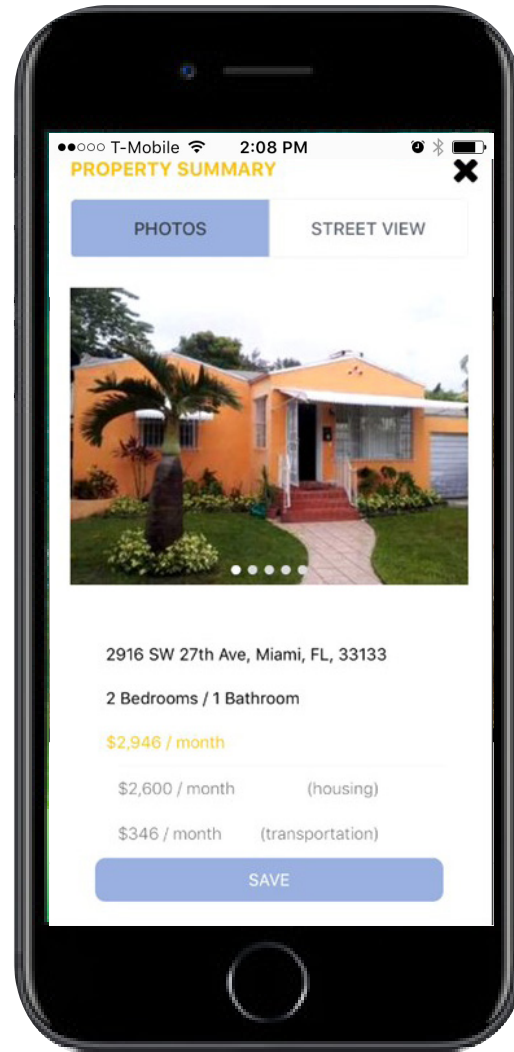 T-Mobile 2:08 PM
PROPERTY SUMMARY
PHOTOS STREET VIEW
2916 SW 27th Ave, Miami, FL, 33133
2 Bedrooms / 1 Bathroom
$2,946 / month
$2,600 / month (housing)
$346 / month (transportation)
SAVE